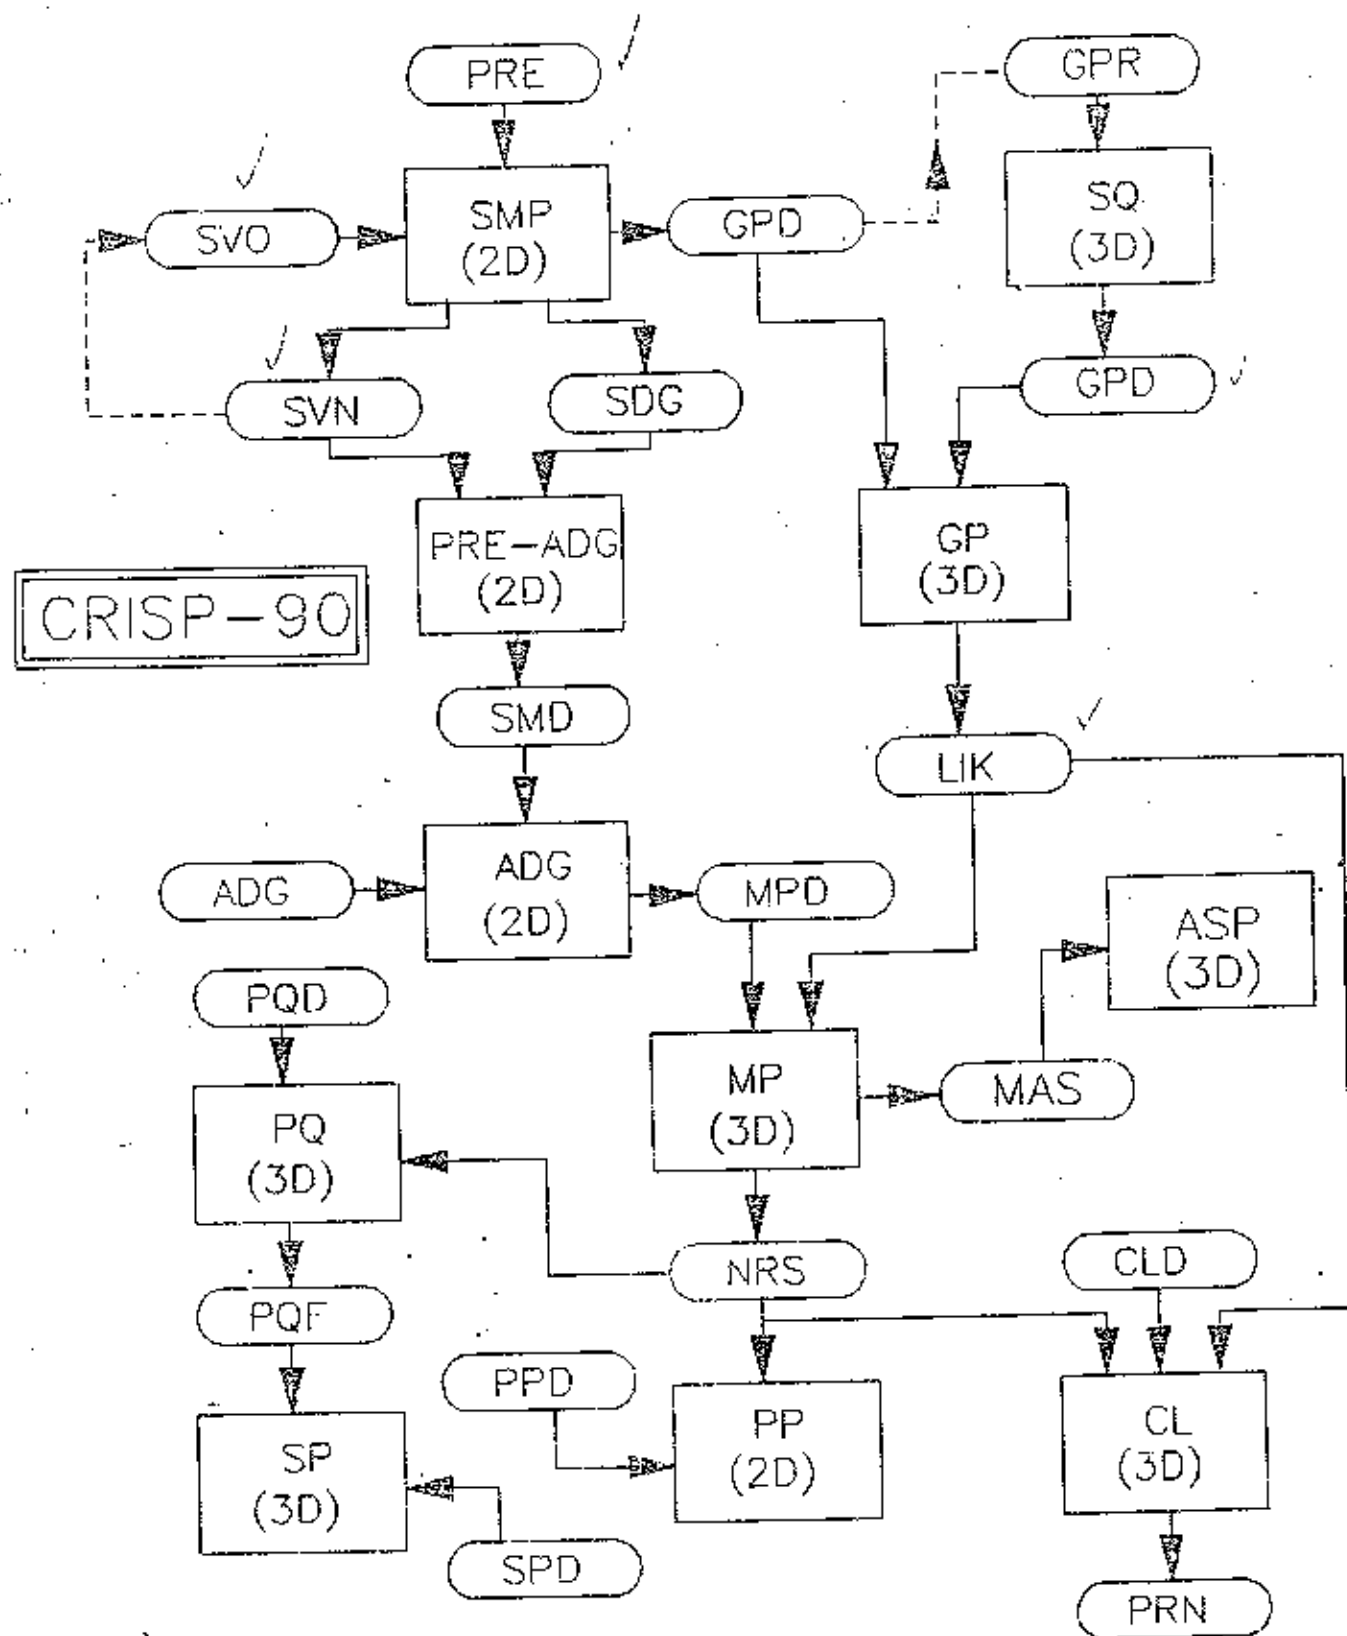 PRE
GPR
SMP
(2D)
SVO
GPD
SQ
(3D)
SVN
SDG
GPD
PRE-ADG
(2D)
GP
(3D)
CRISP-90
SMD
LIK
ADG
ADG
(2D)
MPD
ASP
(3D)
PQD
MP
(3D)
MAS
PQ
(3D)
NRS
CLD
PQF
PPD
PP
(2D)
CL
(3D)
SP
(3D)
SPD
PRN